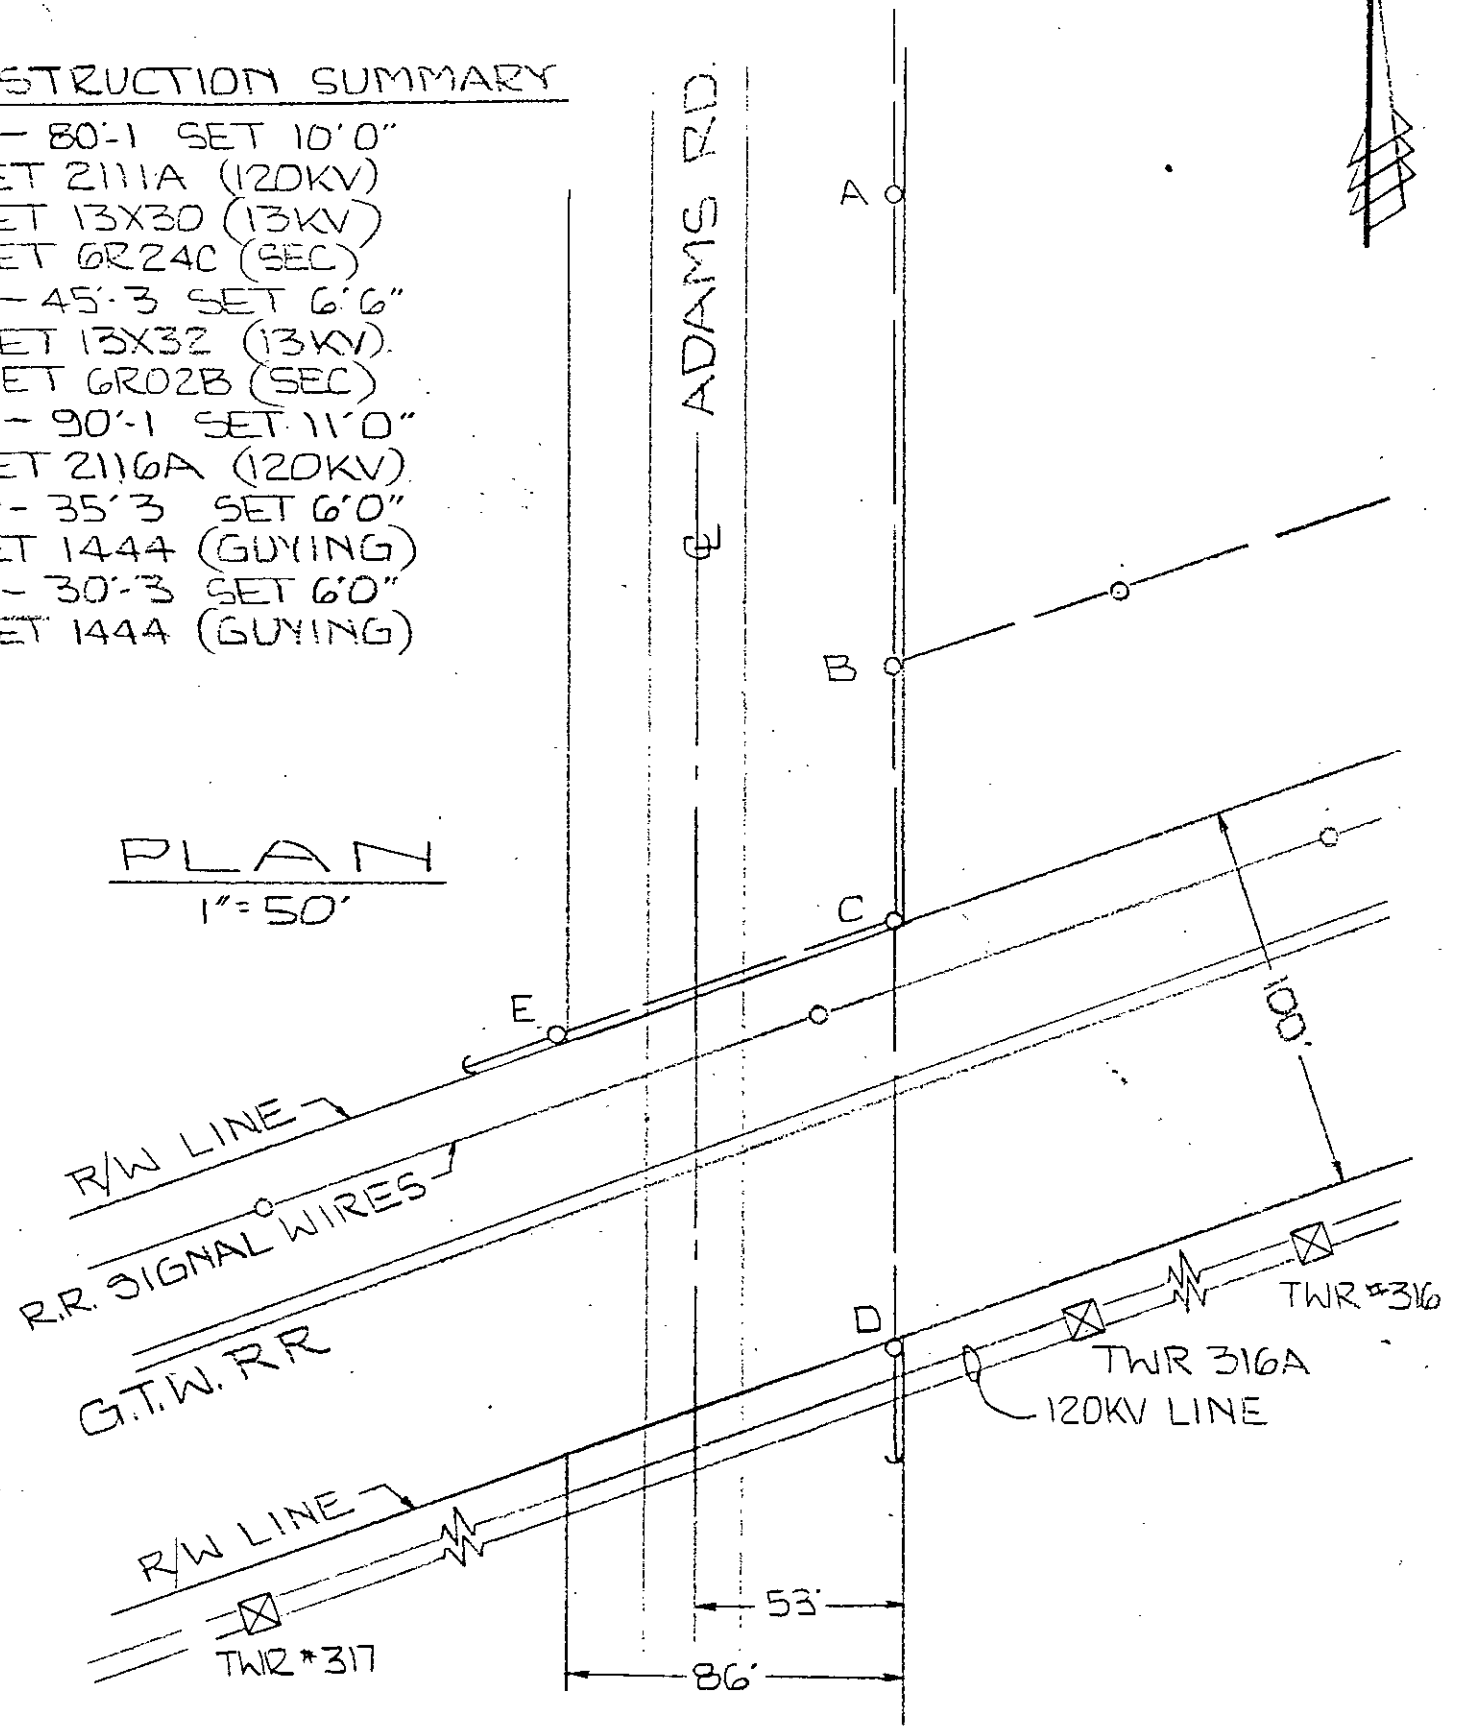 STRUCTION SUMMARY
- 80'-1 SET 10'0"
ET 2111A (120KV)
ET 13X30 (13KV)
ET 6R24C (SEC)
- 45'-3 SET 6'6"
ET 13X32 (13KV)
ET 6R02B (SEC)
- 90'-1 SET 11'0"
ET 2116A (120KV)
- 35'3 SET 6'0"
ET 1444 (GUYING)
- 30'-3 SET 6'0"
ET 1444 (GUYING)
ADAMS RD.
℄
A
B
PLAN
1"=50'
C
E
100'
R/W LINE
R.R. SIGNAL WIRES
G.T.W. R R
D
TWR #316
TWR 316A
120KV LINE
R/W LINE
TWR #317
53'
86'